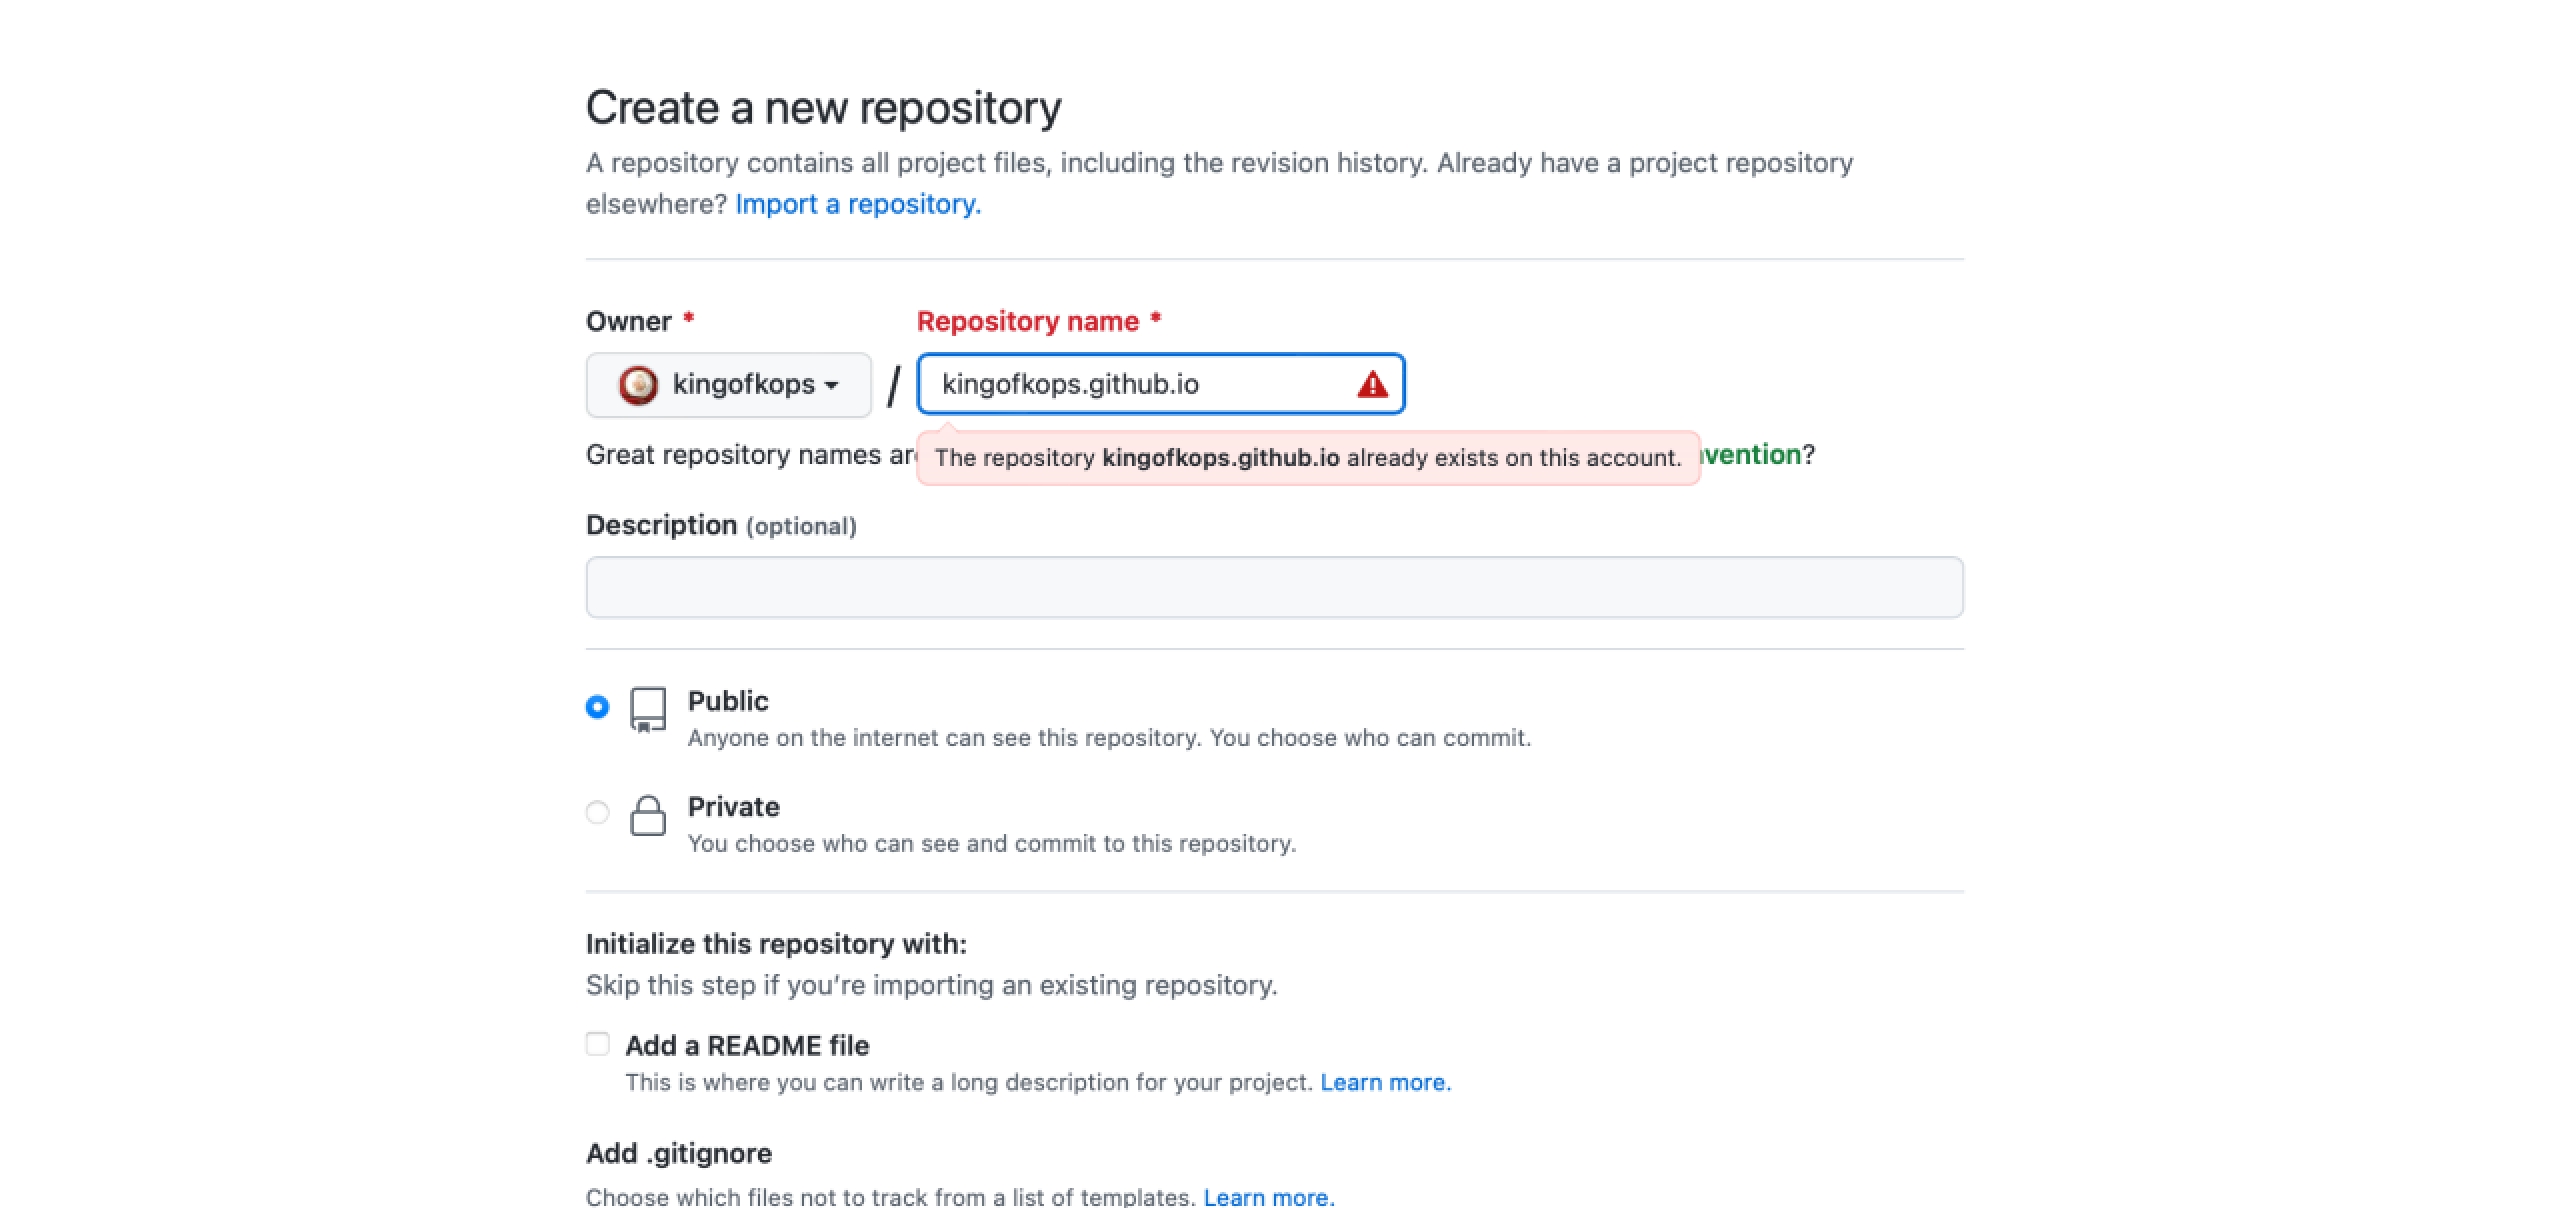 Create a new repository
A repository contains all project files, including the revision history. Already have a project repository
elsewhere? Import a repository.
Owner * Repository name *
kingofkops / kingofkops.github.io
Great repository names The repository kingofkops.github.io already exists on this account. ?
Description (optional)
Public
Anyone on the internet can see this repository. You choose who can commit.
Private
You choose who can see and commit to this repository.
Initialize this repository with:
Skip this step if you're importing an existing repository.
Add a README file
This is where you can write a long description for your project. Learn more.
Add .gitignore
Choose which files not to track from a list of templates. Learn more.